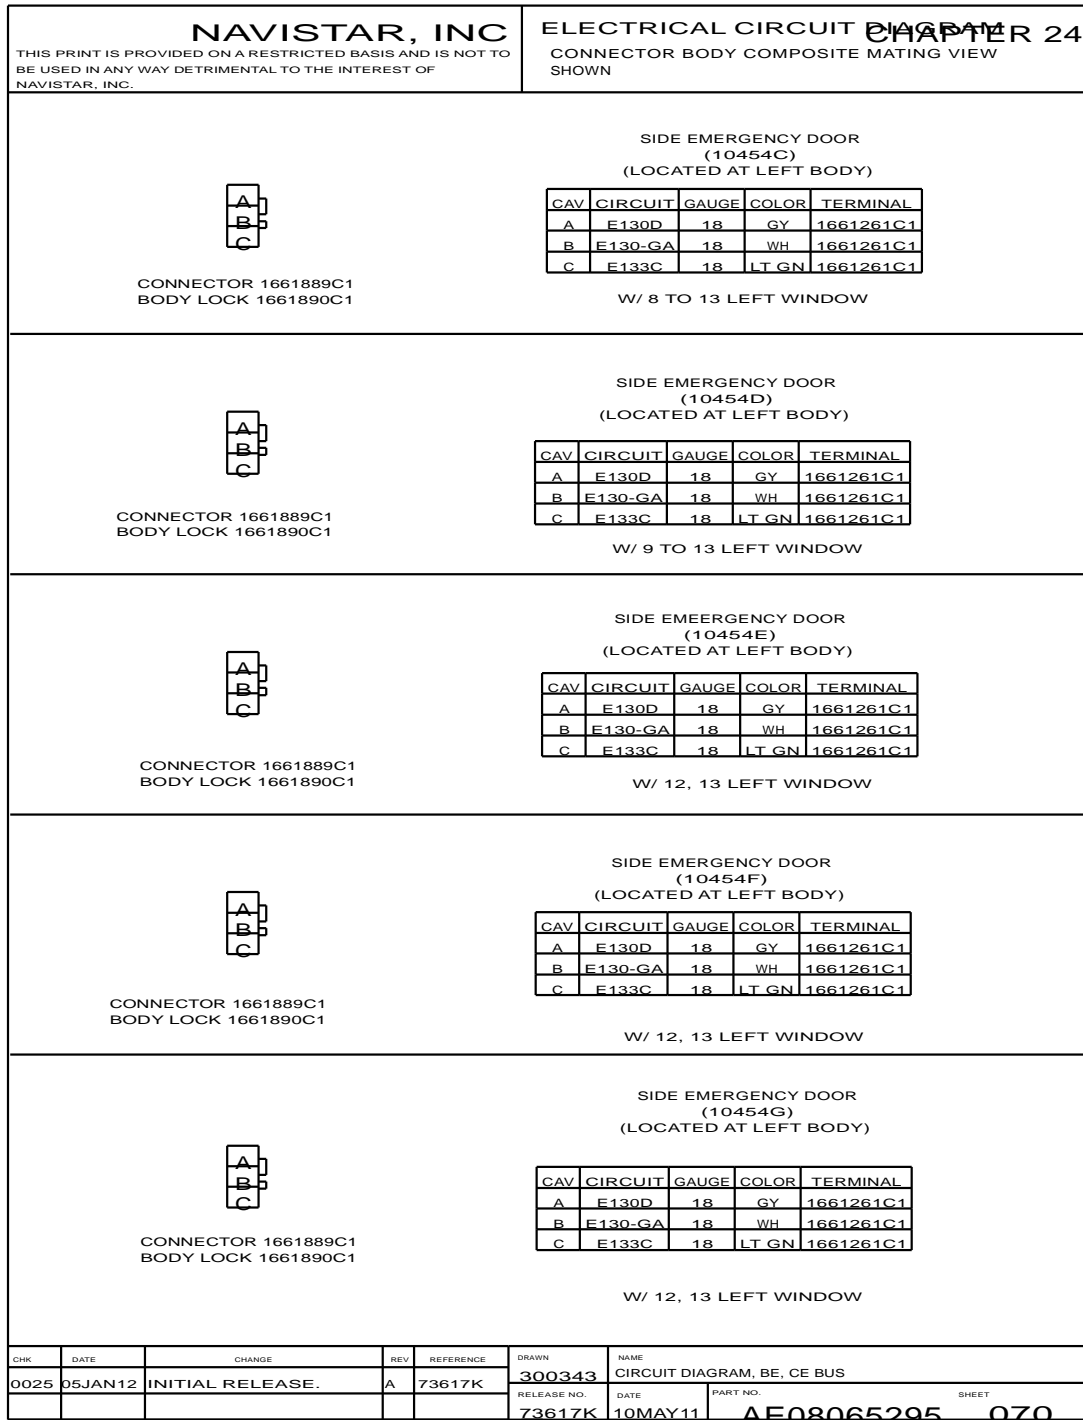 NAVISTAR, INC
THIS PRINT IS PROVIDED ON A RESTRICTED BASIS AND IS NOT TO
BE USED IN ANY WAY DETRIMENTAL TO THE INTEREST OF
NAVISTAR, INC.
ELECTRICAL CIRCUIT DIAGRAM
CHAPTER 24
CONNECTOR BODY COMPOSITE MATING VIEW
SHOWN
SIDE EMERGENCY DOOR
(10454C)
(LOCATED AT LEFT BODY)
A
B
C
CONNECTOR 1661889C1
BODY LOCK 1661890C1
CAV CIRCUIT GAUGE COLOR TERMINAL
A E130D 18 GY 1661261C1
B E130-GA 18 WH 1661261C1
C E133C 18 LT GN 1661261C1
W/ 8 TO 13 LEFT WINDOW
SIDE EMERGENCY DOOR
(10454D)
(LOCATED AT LEFT BODY)
A
B
C
CONNECTOR 1661889C1
BODY LOCK 1661890C1
CAV CIRCUIT GAUGE COLOR TERMINAL
A E130D 18 GY 1661261C1
B E130-GA 18 WH 1661261C1
C E133C 18 LT GN 1661261C1
W/ 9 TO 13 LEFT WINDOW
SIDE EMEERGENCY DOOR
(10454E)
(LOCATED AT LEFT BODY)
A
B
C
CONNECTOR 1661889C1
BODY LOCK 1661890C1
CAV CIRCUIT GAUGE COLOR TERMINAL
A E130D 18 GY 1661261C1
B E130-GA 18 WH 1661261C1
C E133C 18 LT GN 1661261C1
W/ 12, 13 LEFT WINDOW
SIDE EMERGENCY DOOR
(10454F)
(LOCATED AT LEFT BODY)
A
B
C
CONNECTOR 1661889C1
BODY LOCK 1661890C1
CAV CIRCUIT GAUGE COLOR TERMINAL
A E130D 18 GY 1661261C1
B E130-GA 18 WH 1661261C1
C E133C 18 LT GN 1661261C1
W/ 12, 13 LEFT WINDOW
SIDE EMERGENCY DOOR
(10454G)
(LOCATED AT LEFT BODY)
A
B
C
CONNECTOR 1661889C1
BODY LOCK 1661890C1
CAV CIRCUIT GAUGE COLOR TERMINAL
A E130D 18 GY 1661261C1
B E130-GA 18 WH 1661261C1
C E133C 18 LT GN 1661261C1
W/ 12, 13 LEFT WINDOW
CHK DATE CHANGE REV REFERENCE
0025 05JAN12 INITIAL RELEASE. A 73617K
DRAWN
300343
NAME
CIRCUIT DIAGRAM, BE, CE BUS
RELEASE NO.
73617K
DATE
10MAY11
PART NO.
AE08065295
SHEET
070